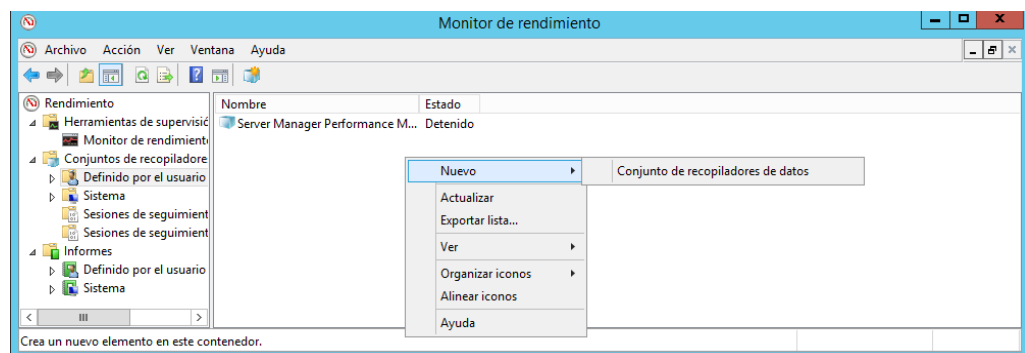 Monitor de rendimiento
Archivo Acción Ver Ventana Ayuda
Rendimiento
Herramientas de supervisió
Monitor de rendimient
Conjuntos de recopiladore
Definido por el usuario
Sistema
Sesiones de seguimient
Sesiones de seguimient
Informes
Definido por el usuario
Sistema
Nombre Estado
Server Manager Performance M... Detenido
Nuevo
Actualizar
Exportar lista...
Ver
Organizar iconos
Alinear iconos
Ayuda
Conjunto de recopiladores de datos
Crea un nuevo elemento en este contenedor.